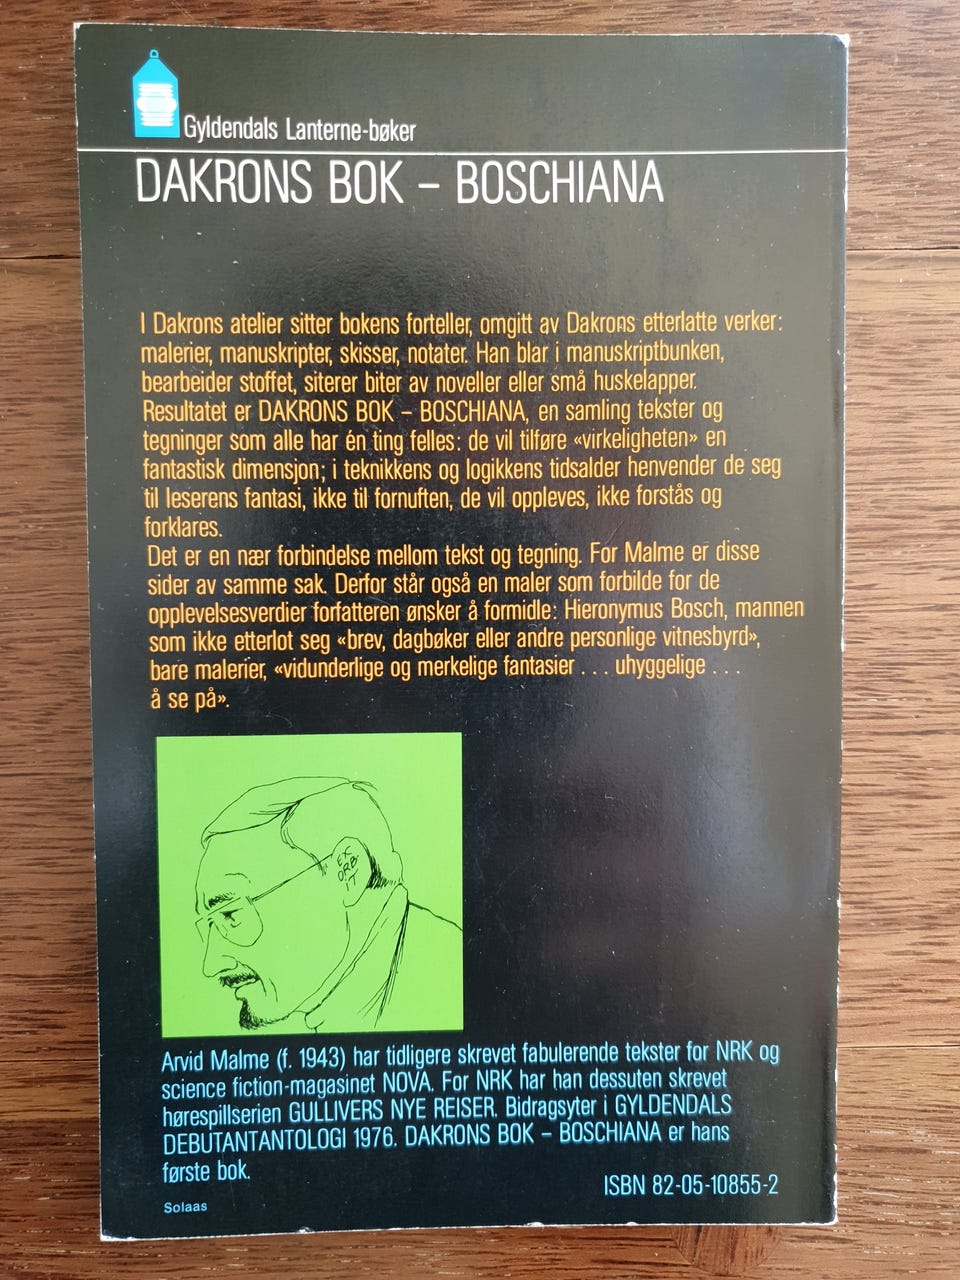 Gyldendals Lanterne-bøker
DAKRONS BOK – BOSCHIANA
I Dakrons atelier sitter bokens forteller, omgitt av Dakrons etterlatte verker:
malerier, manuskripter, skisser, notater. Han blar i manuskriptbunken,
bearbeider stoffet, siterer biter av noveller eller små huskelapper.
Resultatet er DAKRONS BOK – BOSCHIANA, en samling tekster og
tegninger som alle har én ting felles: de vil tilføre «virkeligheten» en
fantastisk dimensjon; i teknikkens og logikkens tidsalder henvender de seg
til leserens fantasi, ikke til fornuften, de vil oppleves, ikke forstås og
forklares.
Det er en nær forbindelse mellom tekst og tegning. For Malme er disse
sider av samme sak. Derfor står også en maler som forbilde for de
opplevelsesverdier forfatteren ønsker å formidle: Hieronymus Bosch, mannen
som ikke etterlot seg «brev, dagbøker eller andre personlige vitnesbyrd»,
bare malerier, «vidunderlige og merkelige fantasier . . . uhyggelige . . .
å se på».
EX
ORB
IT
Arvid Malme (f. 1943) har tidligere skrevet fabulerende tekster for NRK og
science fiction-magasinet NOVA. For NRK har han dessuten skrevet
hørespillserien GULLIVERS NYE REISER. Bidragsyter i GYLDENDALS
DEBUTANTANTOLOGI 1976. DAKRONS BOK – BOSCHIANA er hans
første bok.
ISBN 82-05-10855-2
Solaas